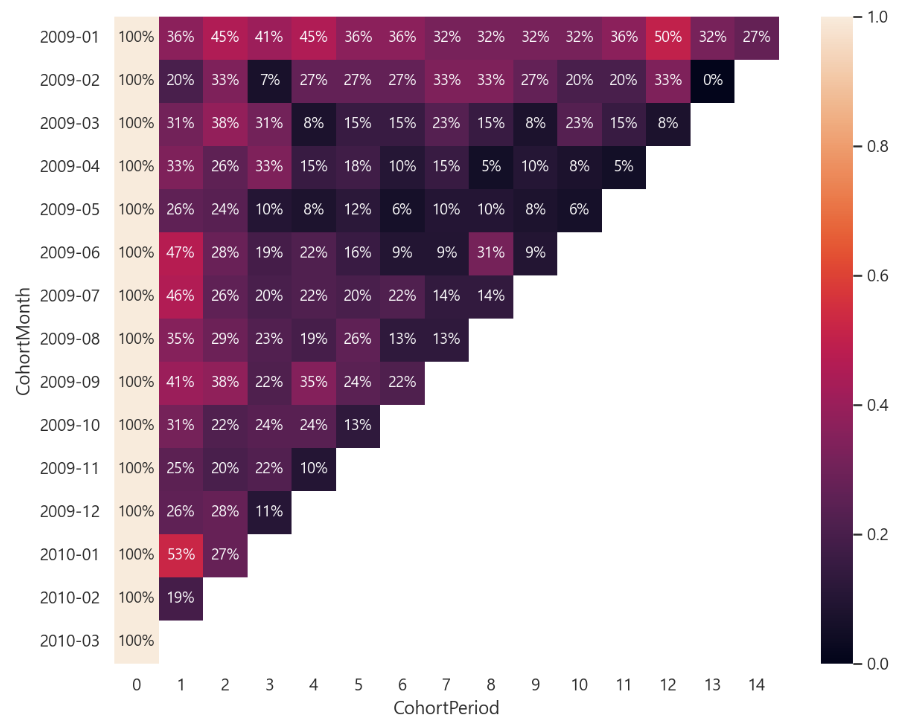 2009-01 100% 36% 45% 41% 45% 36% 36% 32% 32% 32% 32% 36% 50% 32% 27%
2009-02 100% 20% 33% 7% 27% 27% 27% 33% 33% 27% 20% 20% 33% 0%
2009-03 100% 31% 38% 31% 8% 15% 15% 23% 15% 8% 23% 15% 8%
2009-04 100% 33% 26% 33% 15% 18% 10% 15% 5% 10% 8% 5%
2009-05 100% 26% 24% 10% 8% 12% 6% 10% 10% 8% 6%
2009-06 100% 47% 28% 19% 22% 16% 9% 9% 31% 9%
2009-07 100% 46% 26% 20% 22% 20% 22% 14% 14%
2009-08 100% 35% 29% 23% 19% 26% 13% 13%
2009-09 100% 41% 38% 22% 35% 24% 22%
2009-10 100% 31% 22% 24% 24% 13%
2009-11 100% 25% 20% 22% 10%
2009-12 100% 26% 28% 11%
2010-01 100% 53% 27%
2010-02 100% 19%
2010-03 100%
0 1 2 3 4 5 6 7 8 9 10 11 12 13 14
CohortPeriod
CohortMonth
1.0
0.8
0.6
0.4
0.2
0.0